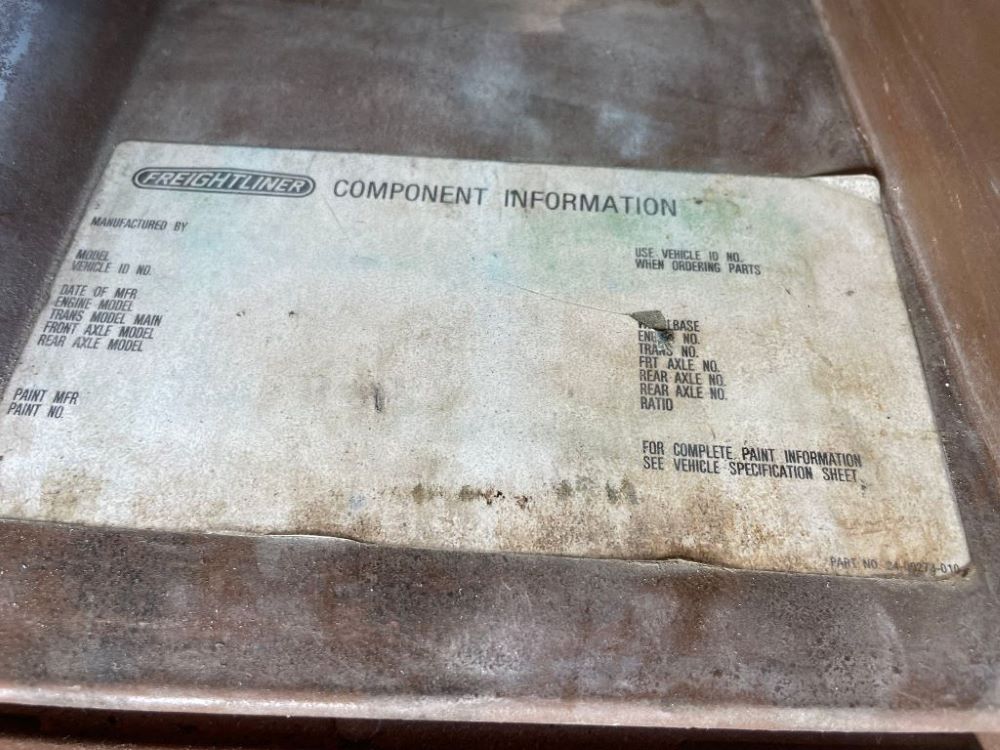 FREIGHTLINER COMPONENT INFORMATION
MANUFACTURED BY
MODEL
VEHICLE ID NO.
USE VEHICLE ID NO.
WHEN ORDERING PARTS
DATE OF MFR
ENGINE MODEL
TRANS MODEL MAIN
FRONT AXLE MODEL
REAR AXLE MODEL
NO.
TRANS NO.
FRT AXLE NO.
REAR AXLE NO.
REAR AXLE NO.
RATIO
PAINT MFR
PAINT NO.
FOR COMPLETE PAINT INFORMATION
SEE VEHICLE SPECIFICATION SHEET
PART NO.